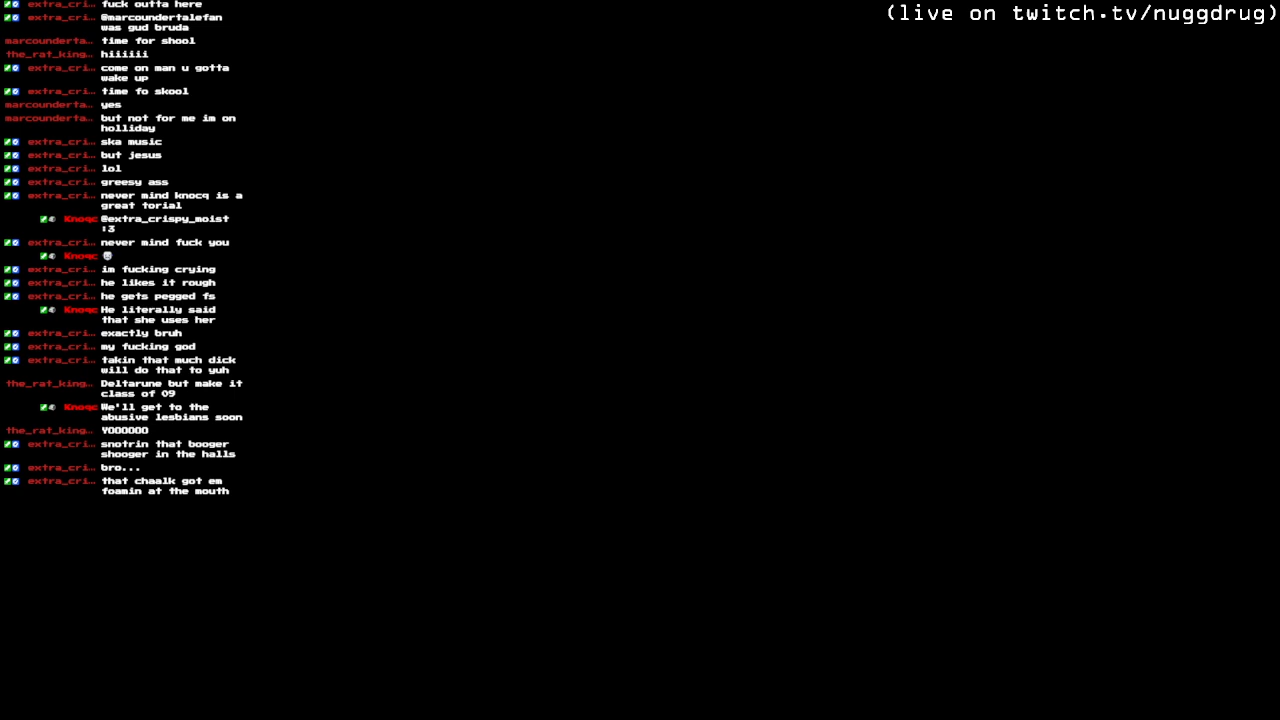 (live on twitch.tv/nuggdrug)
extra_cri… fuck outta here
extra_cri… @marcoundertalefan
was gud bruda
marcounderta… time for shool
the_rat_king… hiiiiii
extra_cri… come on man u gotta
wake up
extra_cri… time fo skool
marcounderta… yes
marcounderta… but not for me im on
holliday
extra_cri… ska music
extra_cri… but jesus
extra_cri… lol
extra_cri… greesy ass
extra_cri… never mind knocq is a
great torial
Knoqc @extra_crispy_moist
:3
extra_cri… never mind fuck you
Knoqc
extra_cri… im fucking crying
extra_cri… he likes it rough
extra_cri… he gets pegged fs
Knoqc He literally said
that she uses her
extra_cri… exactly bruh
extra_cri… my fucking god
extra_cri… takin that much dick
will do that to yuh
the_rat_king… Deltarune but make it
class of 09
Knoqc We'll get to the
abusive lesbians soon
the_rat_king… YOOOOOO
extra_cri… snotrin that booger
shooger in the halls
extra_cri… bro...
extra_cri… that chaalk got em
foamin at the mouth